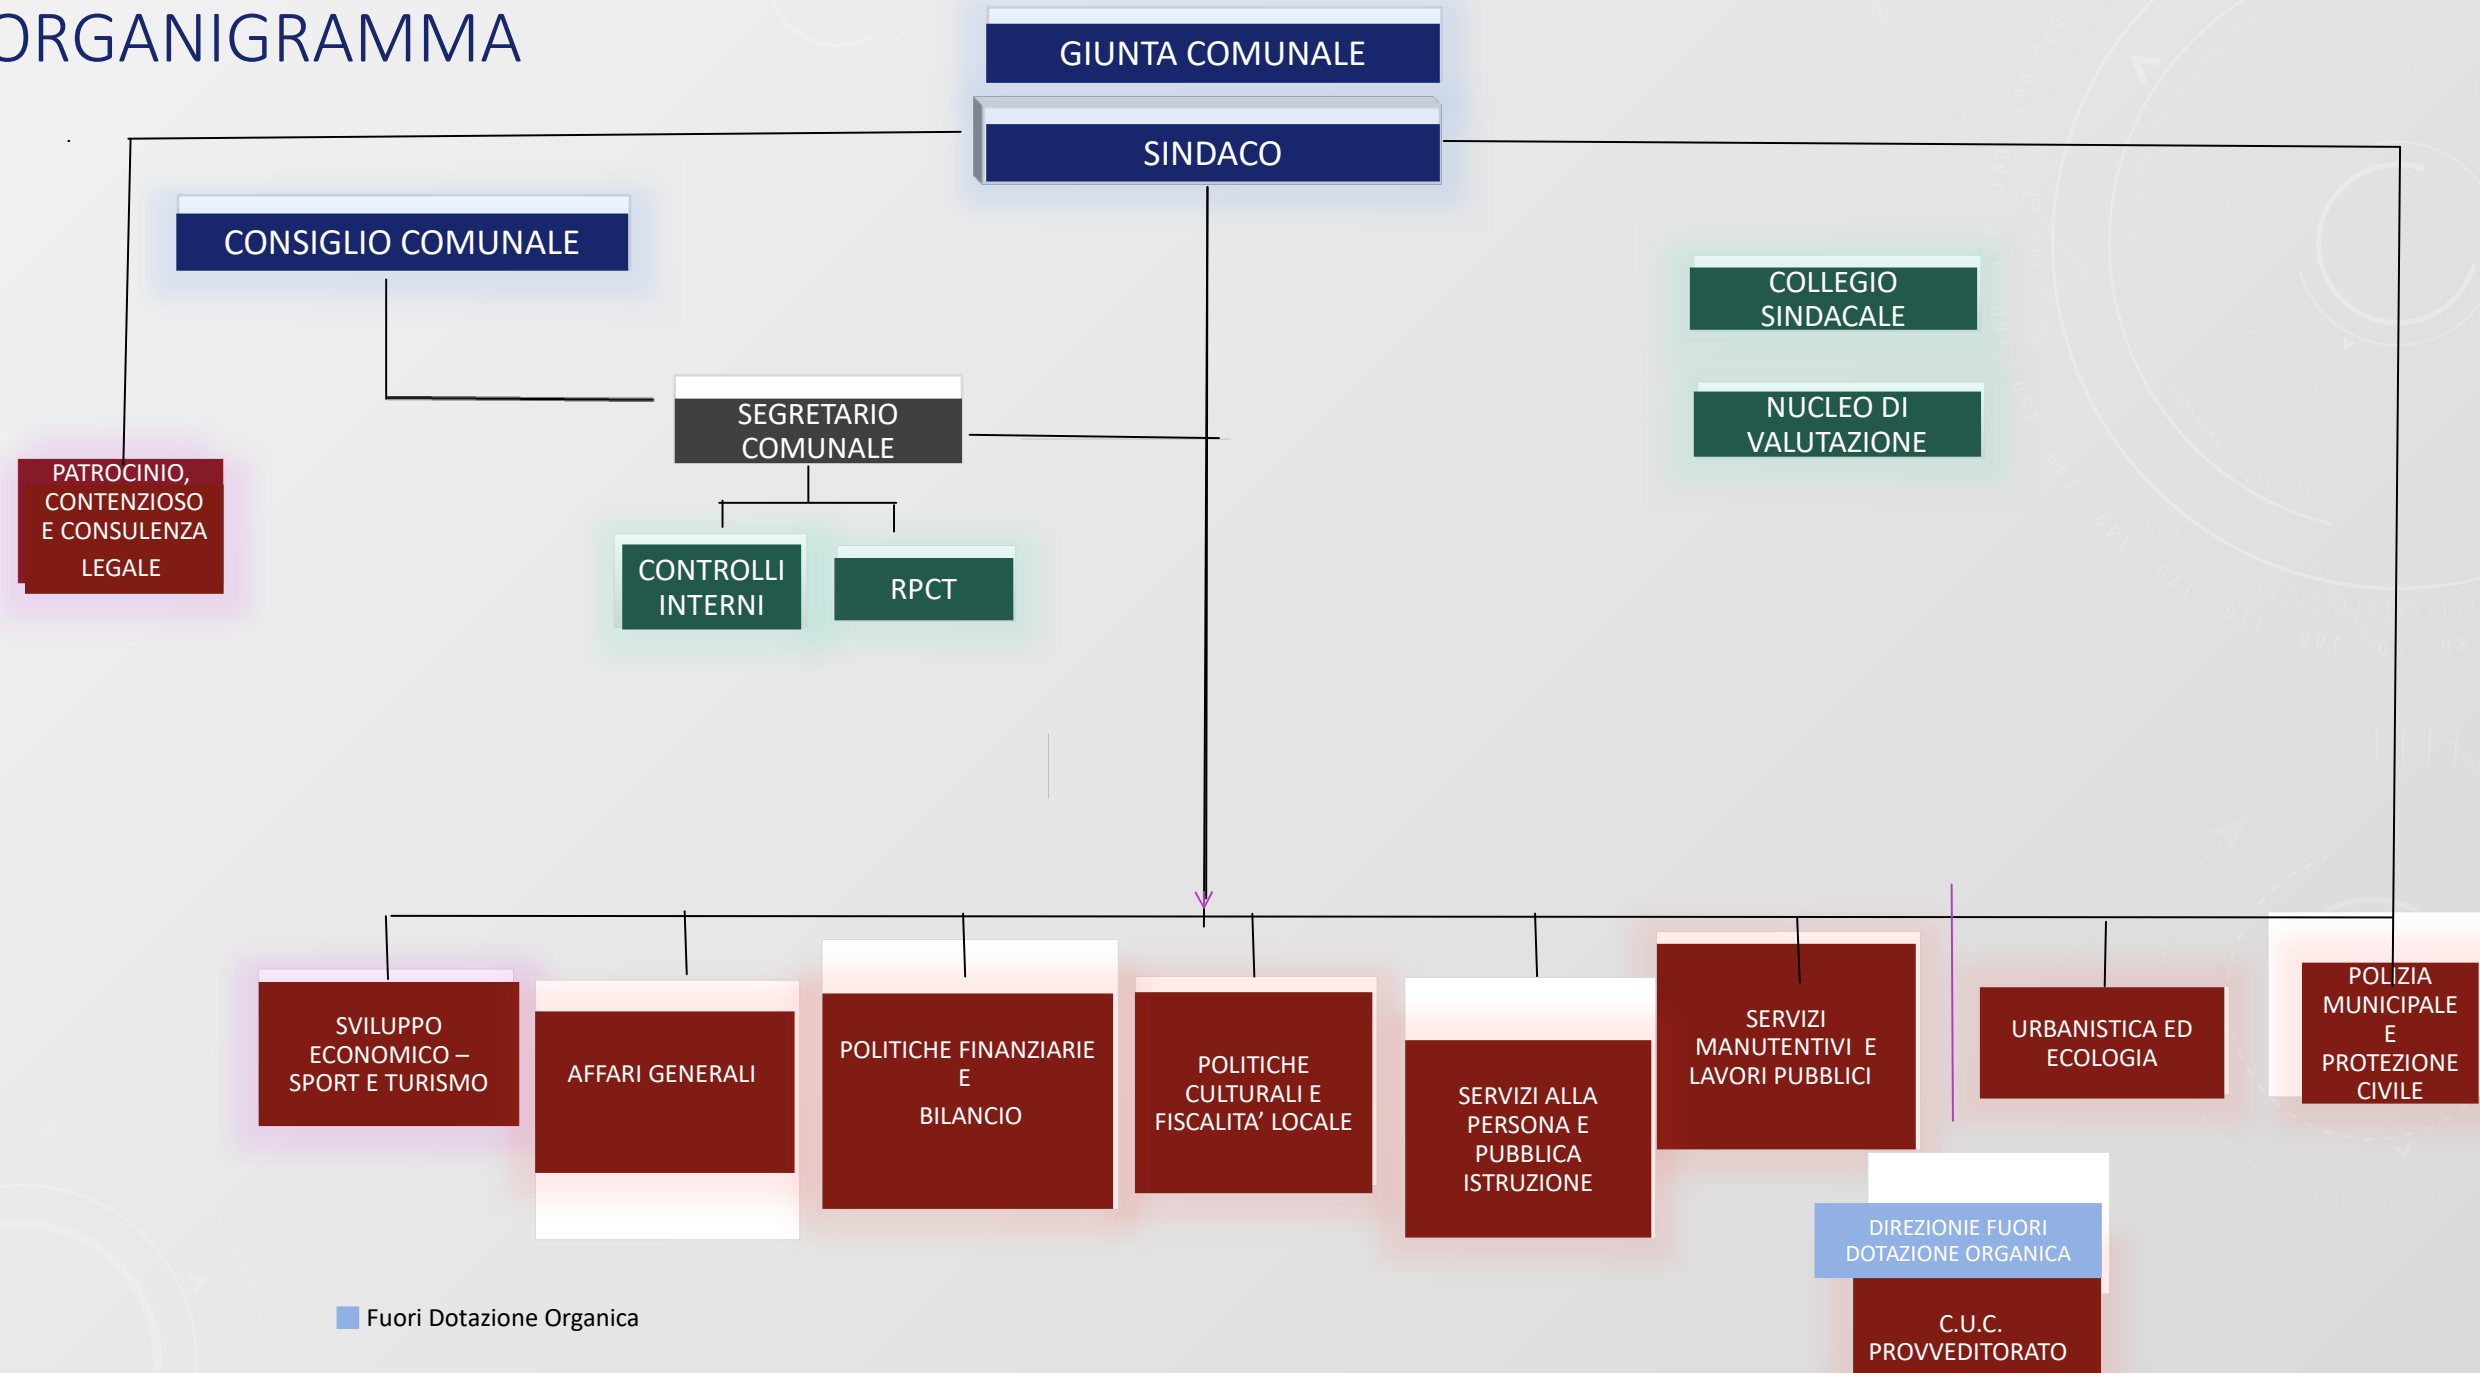 ORGANIGRAMMA
GIUNTA COMUNALE
SINDACO
CONSIGLIO COMUNALE
COLLEGIO
SINDACALE
SEGRETARIO
COMUNALE
NUCLEO DI
VALUTAZIONE
PATROCINIO,
CONTENZIOSO
E CONSULENZA
LEGALE
CONTROLLI
INTERNI
RPCT
SVILUPPO
ECONOMICO –
SPORT E TURISMO
AFFARI GENERALI
POLITICHE FINANZIARIE
E
BILANCIO
POLITICHE
CULTURALI E
FISCALITA’ LOCALE
SERVIZI ALLA
PERSONA E
PUBBLICA
ISTRUZIONE
SERVIZI
MANUTENTIVI E
LAVORI PUBBLICI
URBANISTICA ED
ECOLOGIA
POLIZIA
MUNICIPALE
E
PROTEZIONE
CIVILE
DIREZIONIE FUORI
DOTAZIONE ORGANICA
C.U.C.
PROVVEDITORATO
Fuori Dotazione Organica